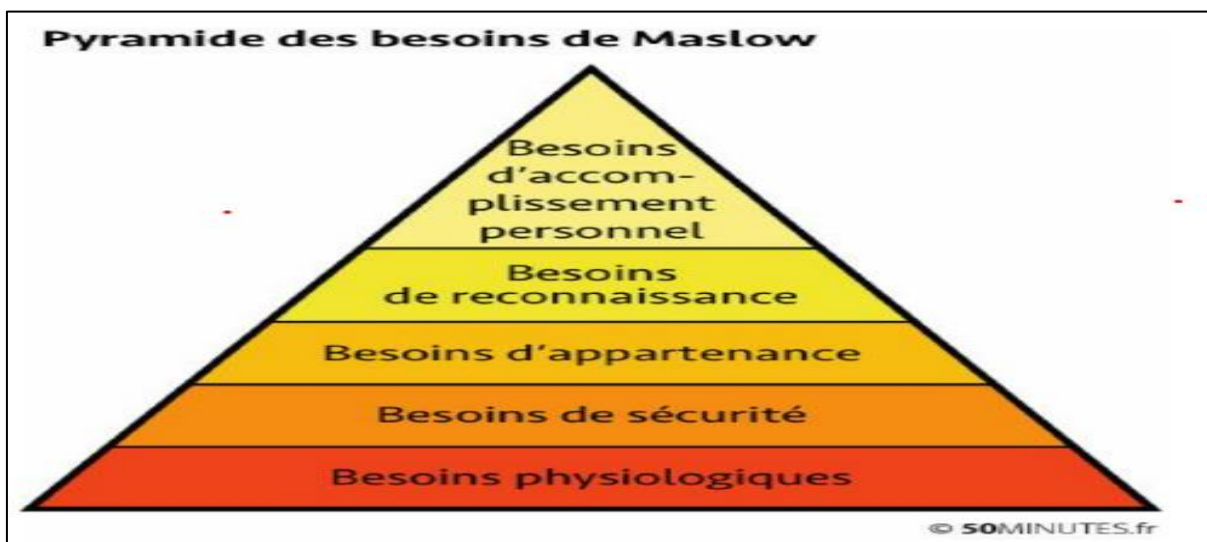 Pyramide des besoins de Maslow
Besoins
d'accom-
plissement
personnel
Besoins
de reconnaissance
Besoins d'appartenance
Besoins de sécurité
Besoins physiologiques
© 50MINUTES.fr